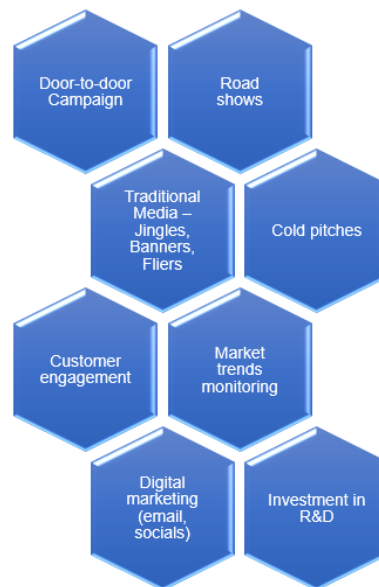 Door-to-door
Campaign
Road
shows
Traditional
Media –
Jingles,
Banners,
Fliers
Cold pitches
Customer
engagement
Market
trends
monitoring
Digital
marketing
(email,
socials)
Investment in
R&D